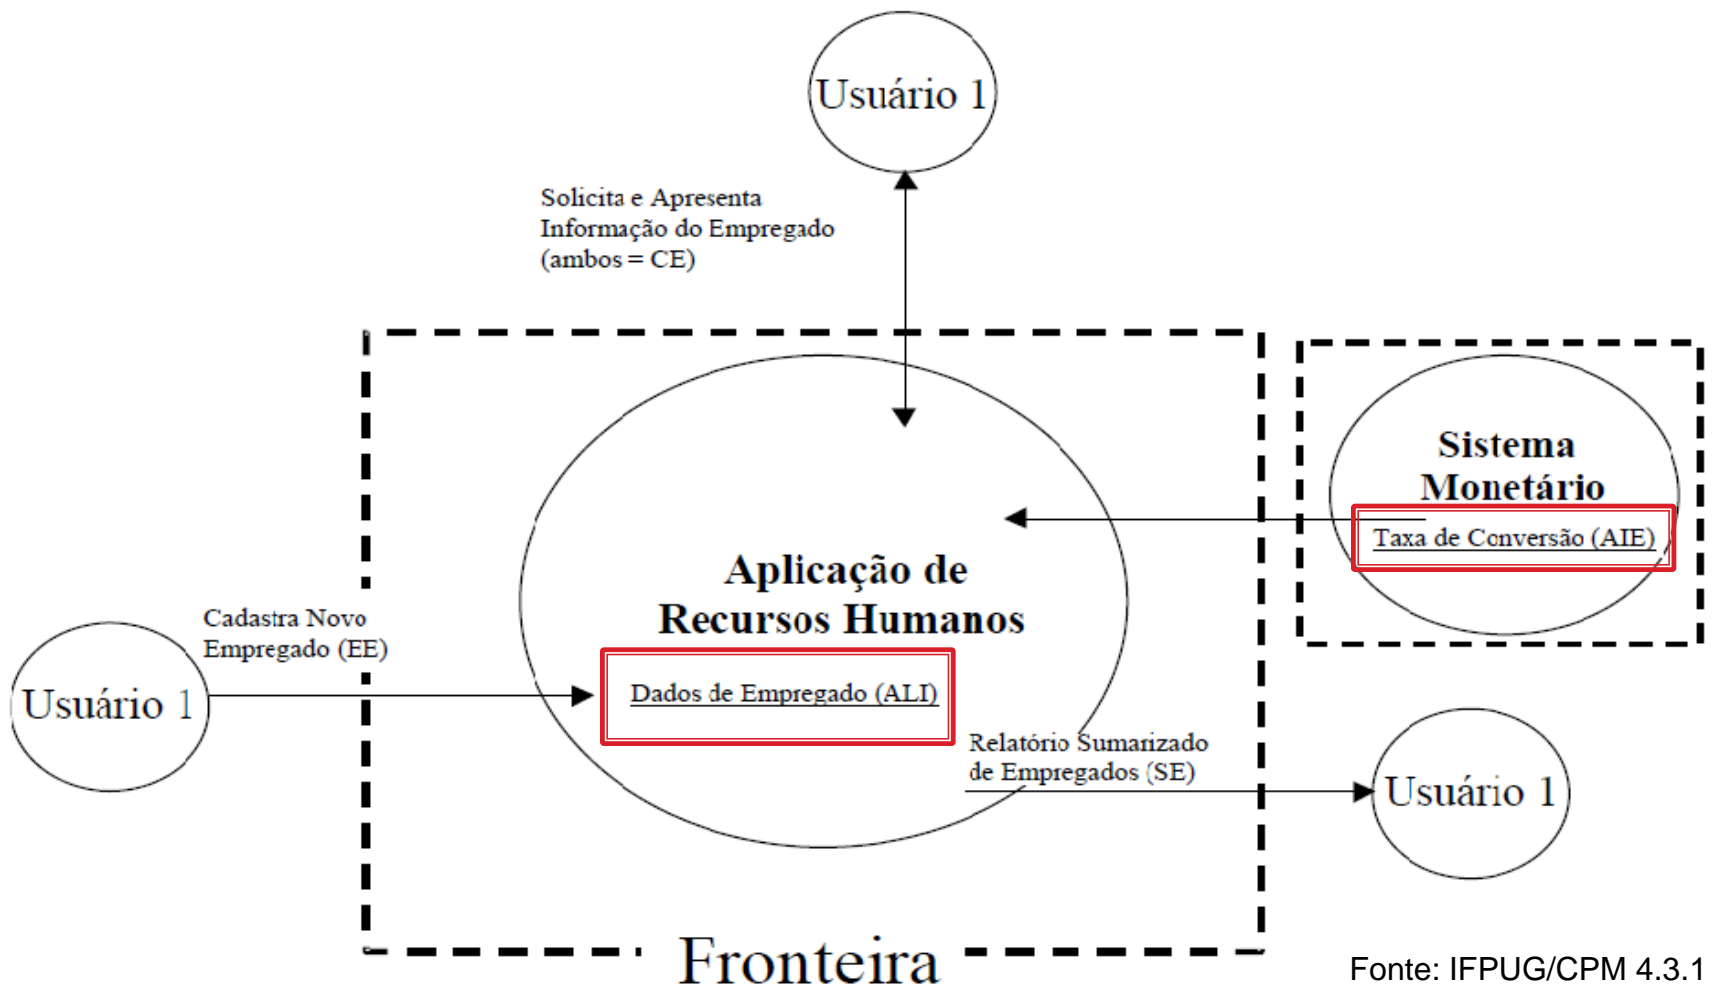 Usuário 1
Solicita e Apresenta
Informação do Empregado
(ambos = CE)
Sistema
Monetário
Taxa de Conversão (AIE)
Aplicação de
Recursos Humanos
Cadastra Novo
Empregado (EE)
Usuário 1
Dados de Empregado (ALI)
Relatório Sumarizado
de Empregados (SE)
Usuário 1
Fronteira
Fonte: IFPUG/CPM 4.3.1